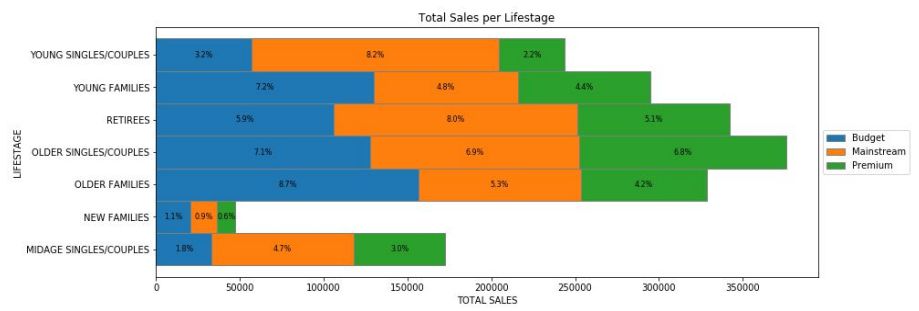 Total Sales per Lifestage
YOUNG SINGLES/COUPLES
3.2%
8.2%
2.2%
YOUNG FAMILIES
7.2%
4.8%
4.4%
RETIREES
5.9%
8.0%
5.1%
OLDER SINGLES/COUPLES
7.1%
6.9%
6.8%
OLDER FAMILIES
8.7%
5.3%
4.2%
NEW FAMILIES
1.1%
0.9%
0.6%
MIDAGE SINGLES/COUPLES
1.8%
4.7%
3.0%
LIFESTAGE
Budget
Mainstream
Premium
0 50000 100000 150000 200000 250000 300000 350000
TOTAL SALES